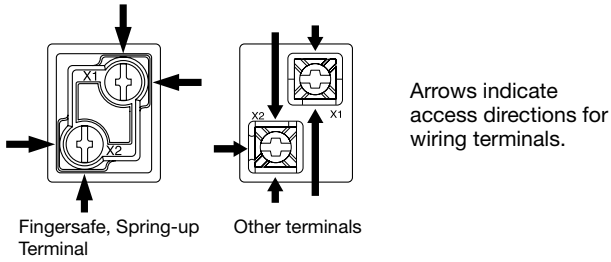 X1
X2
X2
X1
Arrows indicate
access directions for
wiring terminals.
Fingersafe, Spring-up
Terminal
Other terminals